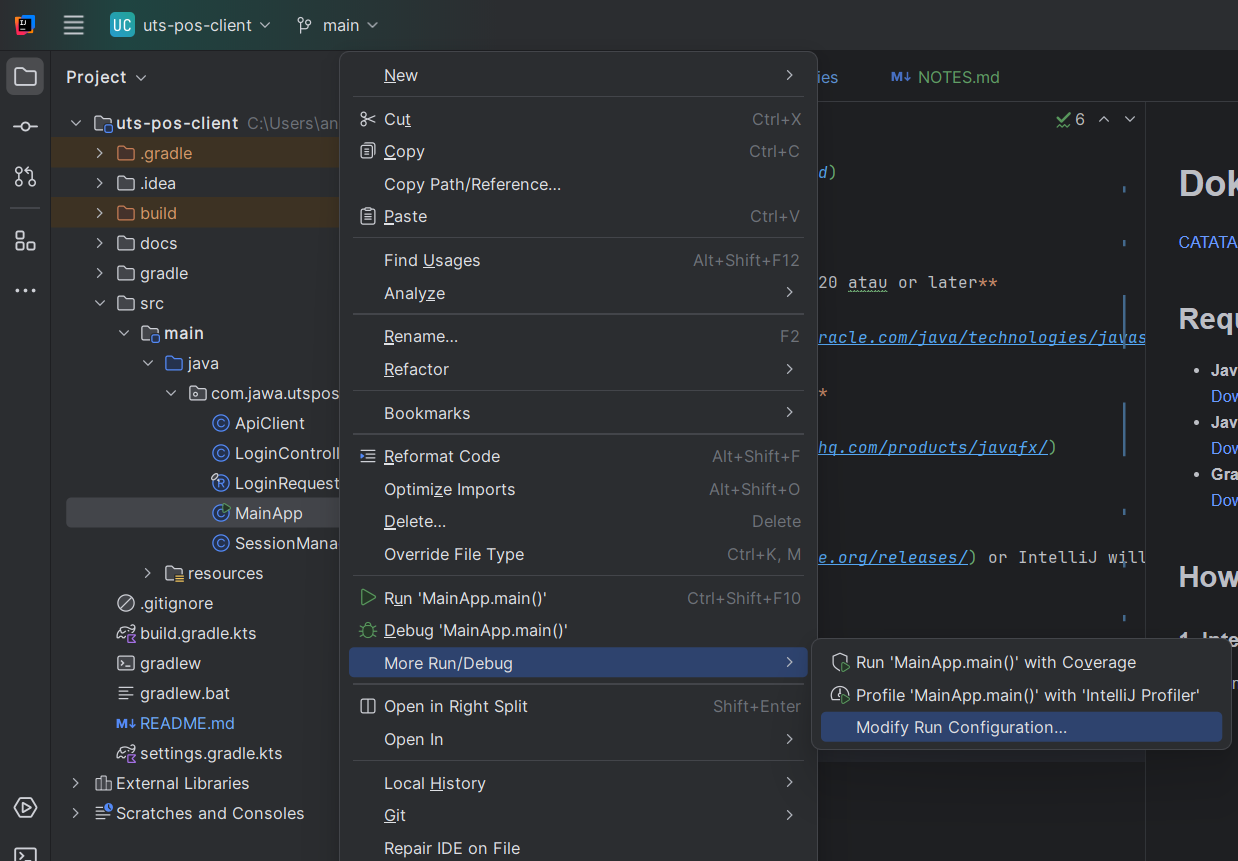 UC uts-pos-client main
Project
uts-pos-client C:\Users\an
.gradle
.idea
build
docs
gradle
src
main
java
com.jawa.utspos
ApiClient
LoginControll
LoginRequest
MainApp
SessionMana
resources
.gitignore
build.gradle.kts
gradlew
gradlew.bat
M↓ README.md
settings.gradle.kts
External Libraries
Scratches and Consoles
New
Cut Ctrl+X
Copy Ctrl+C
Copy Path/Reference...
Paste Ctrl+V
Find Usages Alt+Shift+F12
Analyze
Rename... F2
Refactor
Bookmarks
Reformat Code Alt+Shift+F
Optimize Imports Alt+Shift+O
Delete... Delete
Override File Type Ctrl+K, M
Run 'MainApp.main()' Ctrl+Shift+F10
Debug 'MainApp.main()'
More Run/Debug
Open in Right Split Shift+Enter
Open In
Local History
Git
Repair IDE on File
Run 'MainApp.main()' with Coverage
Profile 'MainApp.main()' with 'IntelliJ Profiler'
Modify Run Configuration...
ies M↓ NOTES.md
6
d)
20 atau or later**
racle.com/java/technologies/javas
*
hq.com/products/javafx/)
e.org/releases/) or IntelliJ will
Dok
CATATA
Requ
Jav
Dow
Jav
Dow
Gra
Dow
How
1. Inte